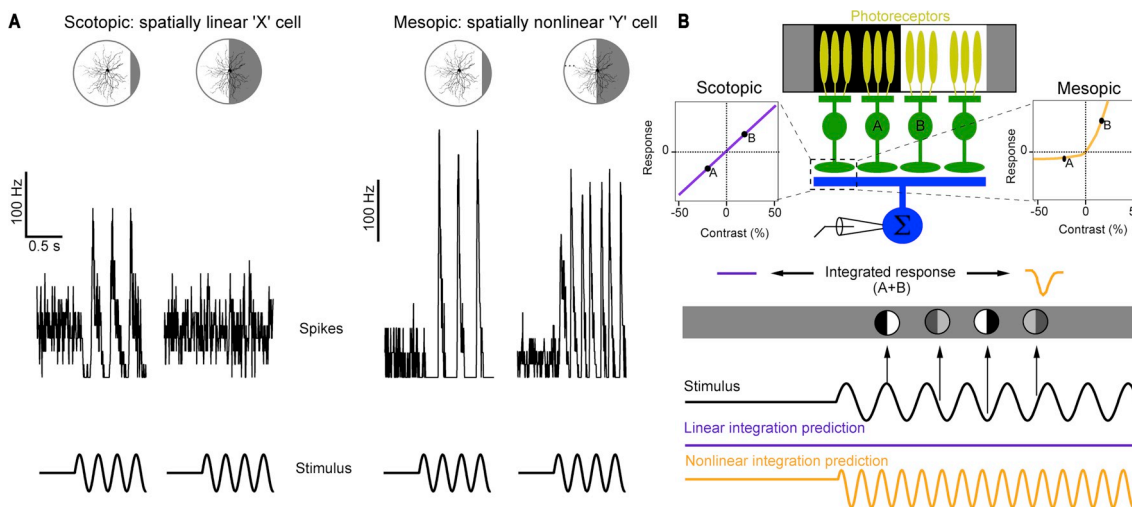 A
Scotopic: spatially linear 'X' cell
Mesopic: spatially nonlinear 'Y' cell
100 Hz
0.5 s
100 Hz
Spikes
Stimulus
B
Photoreceptors
Scotopic
Mesopic
Response
0
A
B
-50
0
50
Contrast (%)
A
B
Σ
Response
0
A
B
-50
0
50
Contrast (%)
Integrated response
(A+B)
Stimulus
Linear integration prediction
Nonlinear integration prediction